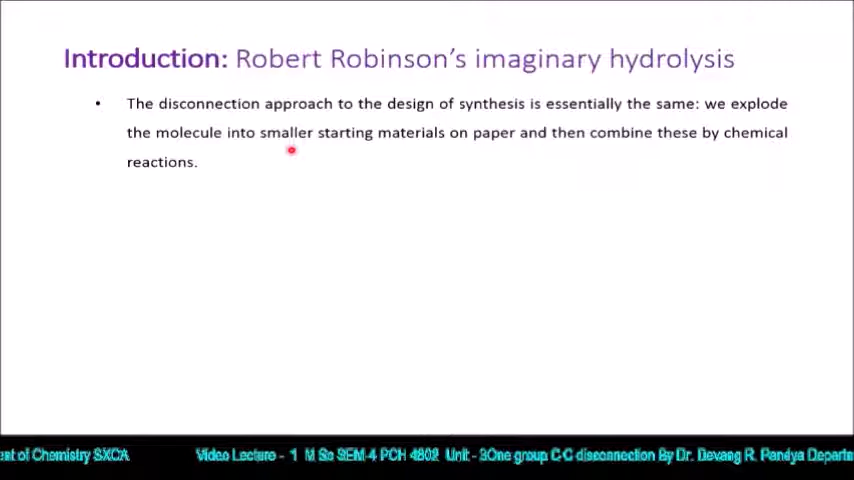 Introduction: Robert Robinson's imaginary hydrolysis
• The disconnection approach to the design of synthesis is essentially the same: we explode
the molecule into smaller starting materials on paper and then combine these by chemical
reactions.
of Chemistry SXCA Video Lecture - 1 M Sc SEM-4 PCH 4802 Unit - 3One group C-C disconnection By Dr. Devang R. Pandya